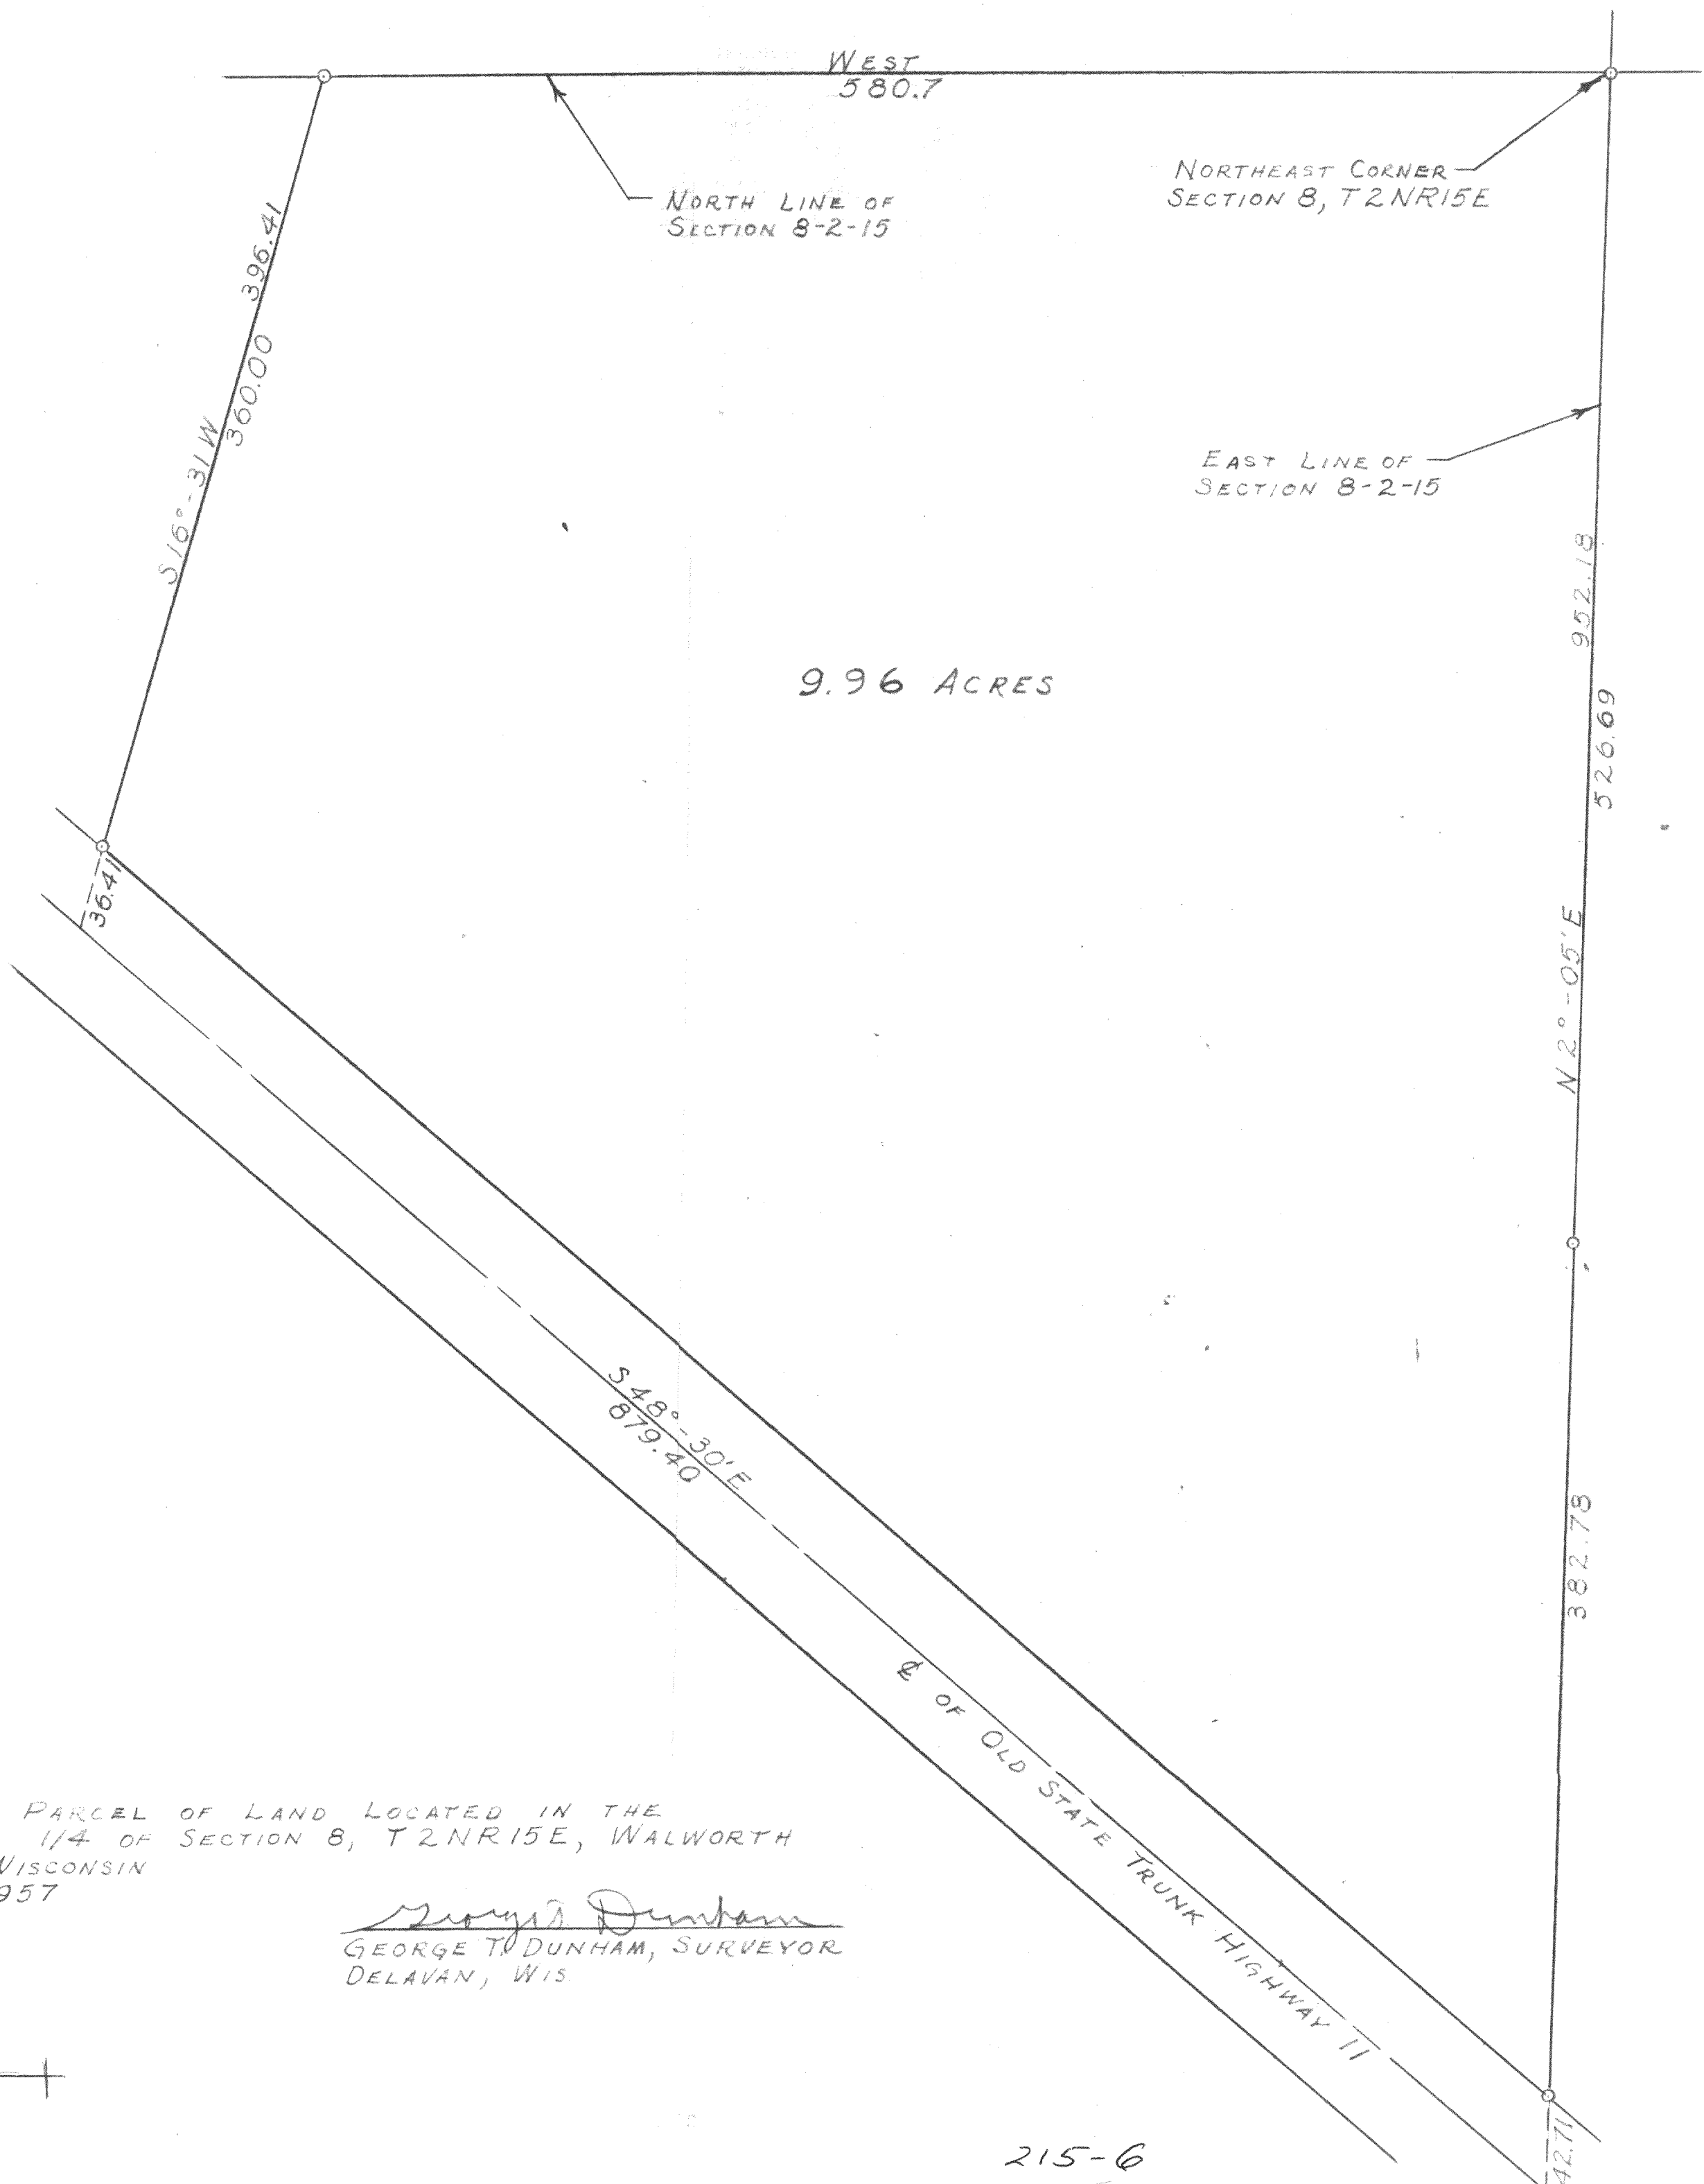 WEST
580.7
NORTHEAST CORNER
SECTION 8, T2NR15E
NORTH LINE OF
SECTION 8-2-15
S16°-31W 396.41
360.00
EAST LINE OF
SECTION 8-2-15
9.96 ACRES
N2°-05'E 952.18
526.69
36.41
S48°-30'E
879.40
382.78
℄ OF OLD STATE TRUNK HIGHWAY 11
PARCEL OF LAND LOCATED IN THE
1/4 OF SECTION 8, T2NR15E, WALWORTH
WISCONSIN
957
George T. Dunham
GEORGE T. DUNHAM, SURVEYOR
DELAVAN, WIS
42.71
215-6